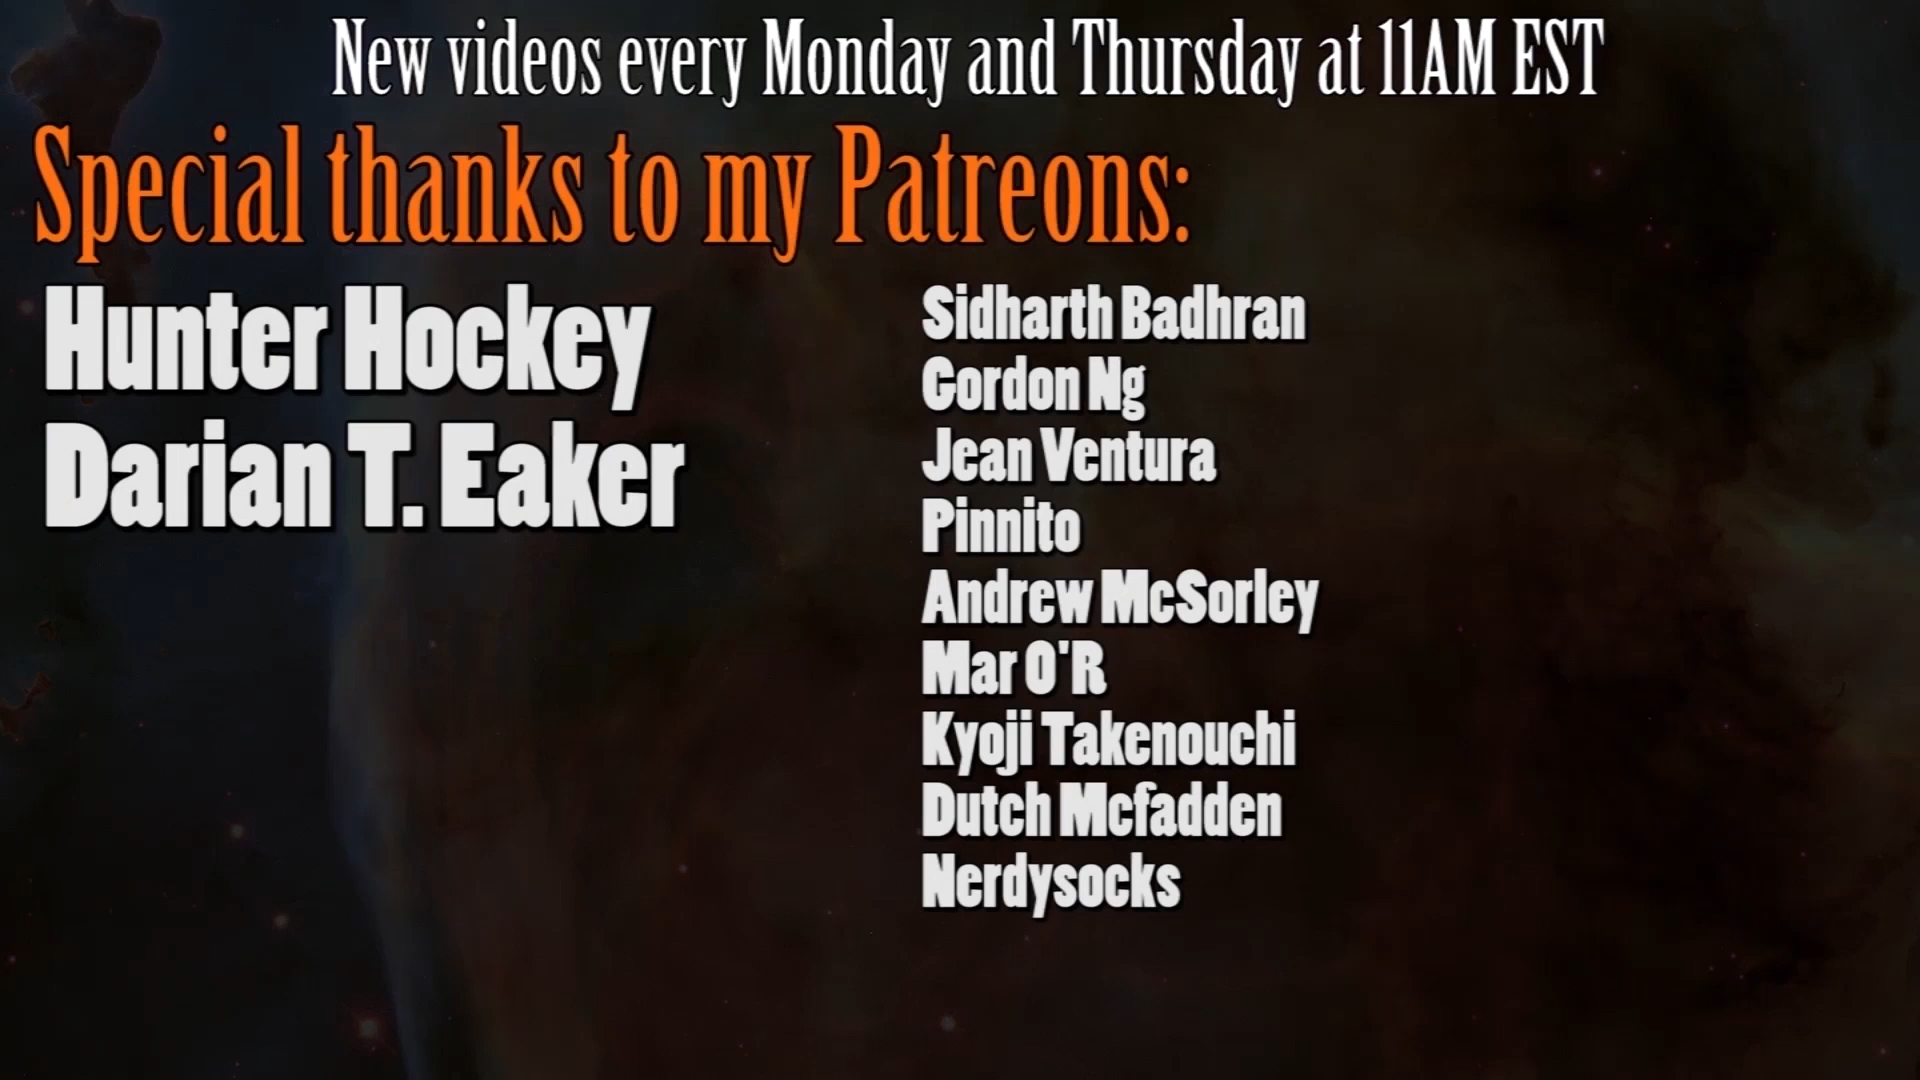 New videos every Monday and Thursday at 11AM EST
Special thanks to my Patreons:
Hunter Hockey
Darian T. Eaker
Sidharth Badhran
Gordon Ng
Jean Ventura
Pinnito
Andrew McSorley
Mar O'R
Kyoji Takenouchi
Dutch Mcfadden
Nerdysocks